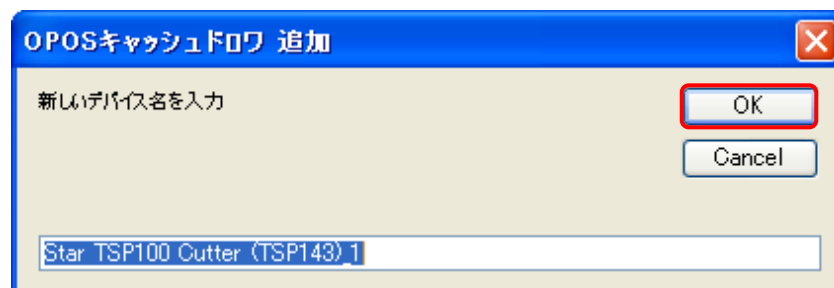 OPOSキャッシュドロワ 追加
新しいデバイス名を入力
OK
Cancel
Star TSP100 Cutter (TSP143)_1